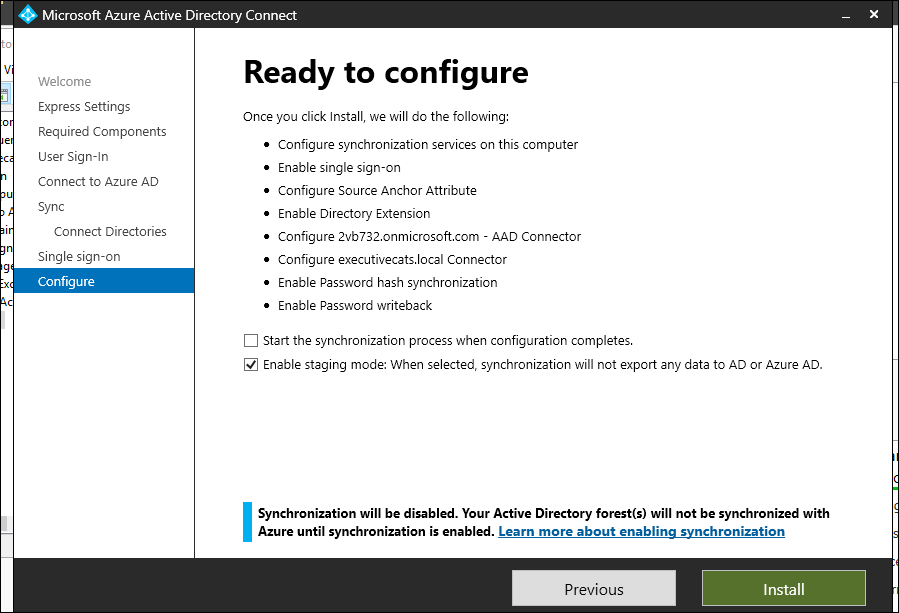 Microsoft Azure Active Directory Connect
Welcome
Express Settings
Required Components
User Sign-In
Connect to Azure AD
Sync
Connect Directories
Single sign-on
Configure
Ready to configure
Once you click Install, we will do the following:
• Configure synchronization services on this computer
• Enable single sign-on
• Configure Source Anchor Attribute
• Enable Directory Extension
• Configure 2vb732.onmicrosoft.com - AAD Connector
• Configure executivecats.local Connector
• Enable Password hash synchronization
• Enable Password writeback
Start the synchronization process when configuration completes.
Enable staging mode: When selected, synchronization will not export any data to AD or Azure AD.
Synchronization will be disabled. Your Active Directory forest(s) will not be synchronized with
Azure until synchronization is enabled. Learn more about enabling synchronization
Previous
Install